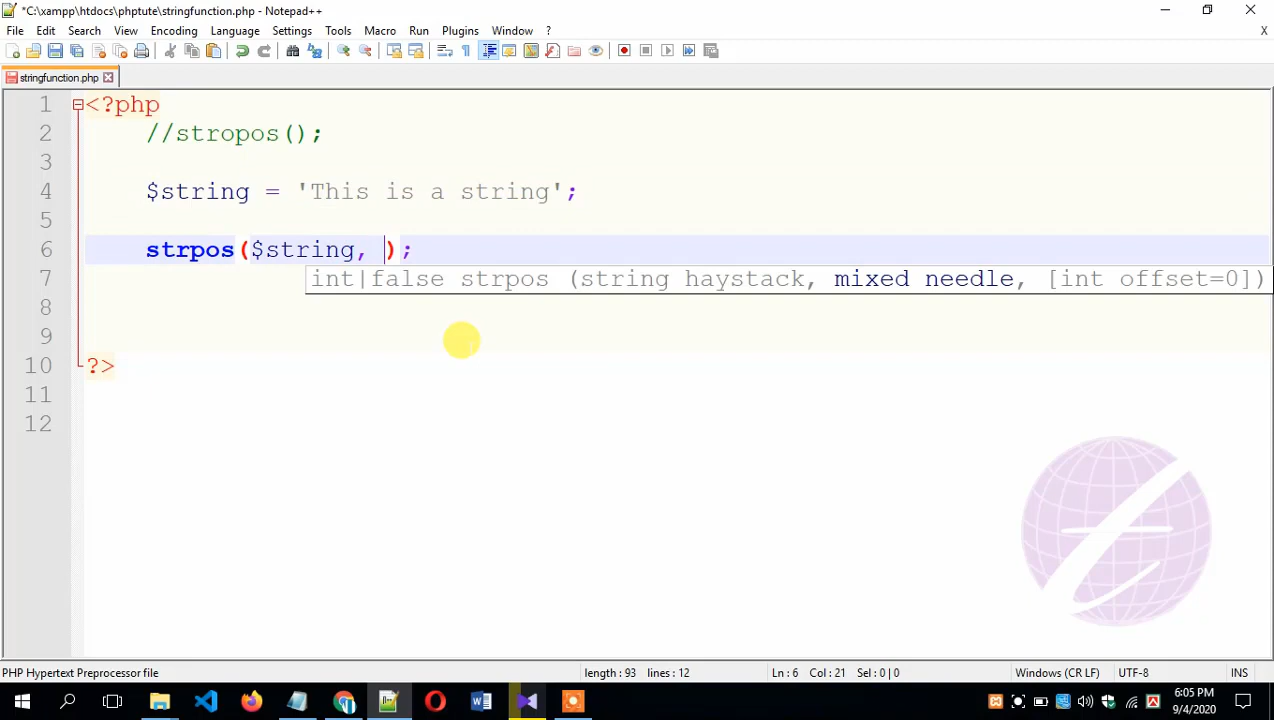 *C:\xampp\htdocs\phptute\stringfunction.php - Notepad++
File Edit Search View Encoding Language Settings Tools Macro Run Plugins Window ? X
stringfunction.php
1 <?php
2 //stropos();
3
4 $string = 'This is a string';
5
6 strpos($string, );
7 int|false strpos (string haystack, mixed needle, [int offset=0])
8
9
10 ?>
11
12
PHP Hypertext Preprocessor file length : 93 lines : 12 Ln : 6 Col : 21 Sel : 0 | 0 Windows (CR LF) UTF-8 INS
6:05 PM
9/4/2020